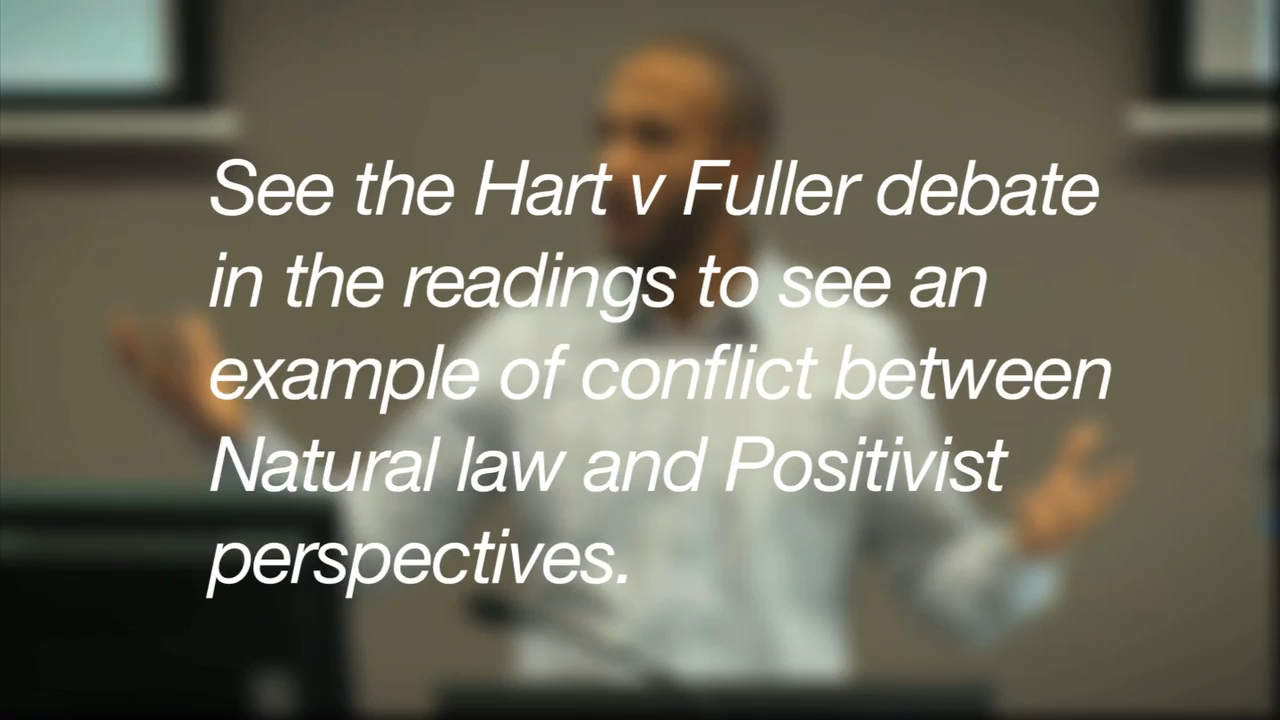 See the Hart v Fuller debate
in the readings to see an
example of conflict between
Natural law and Positivist
perspectives.